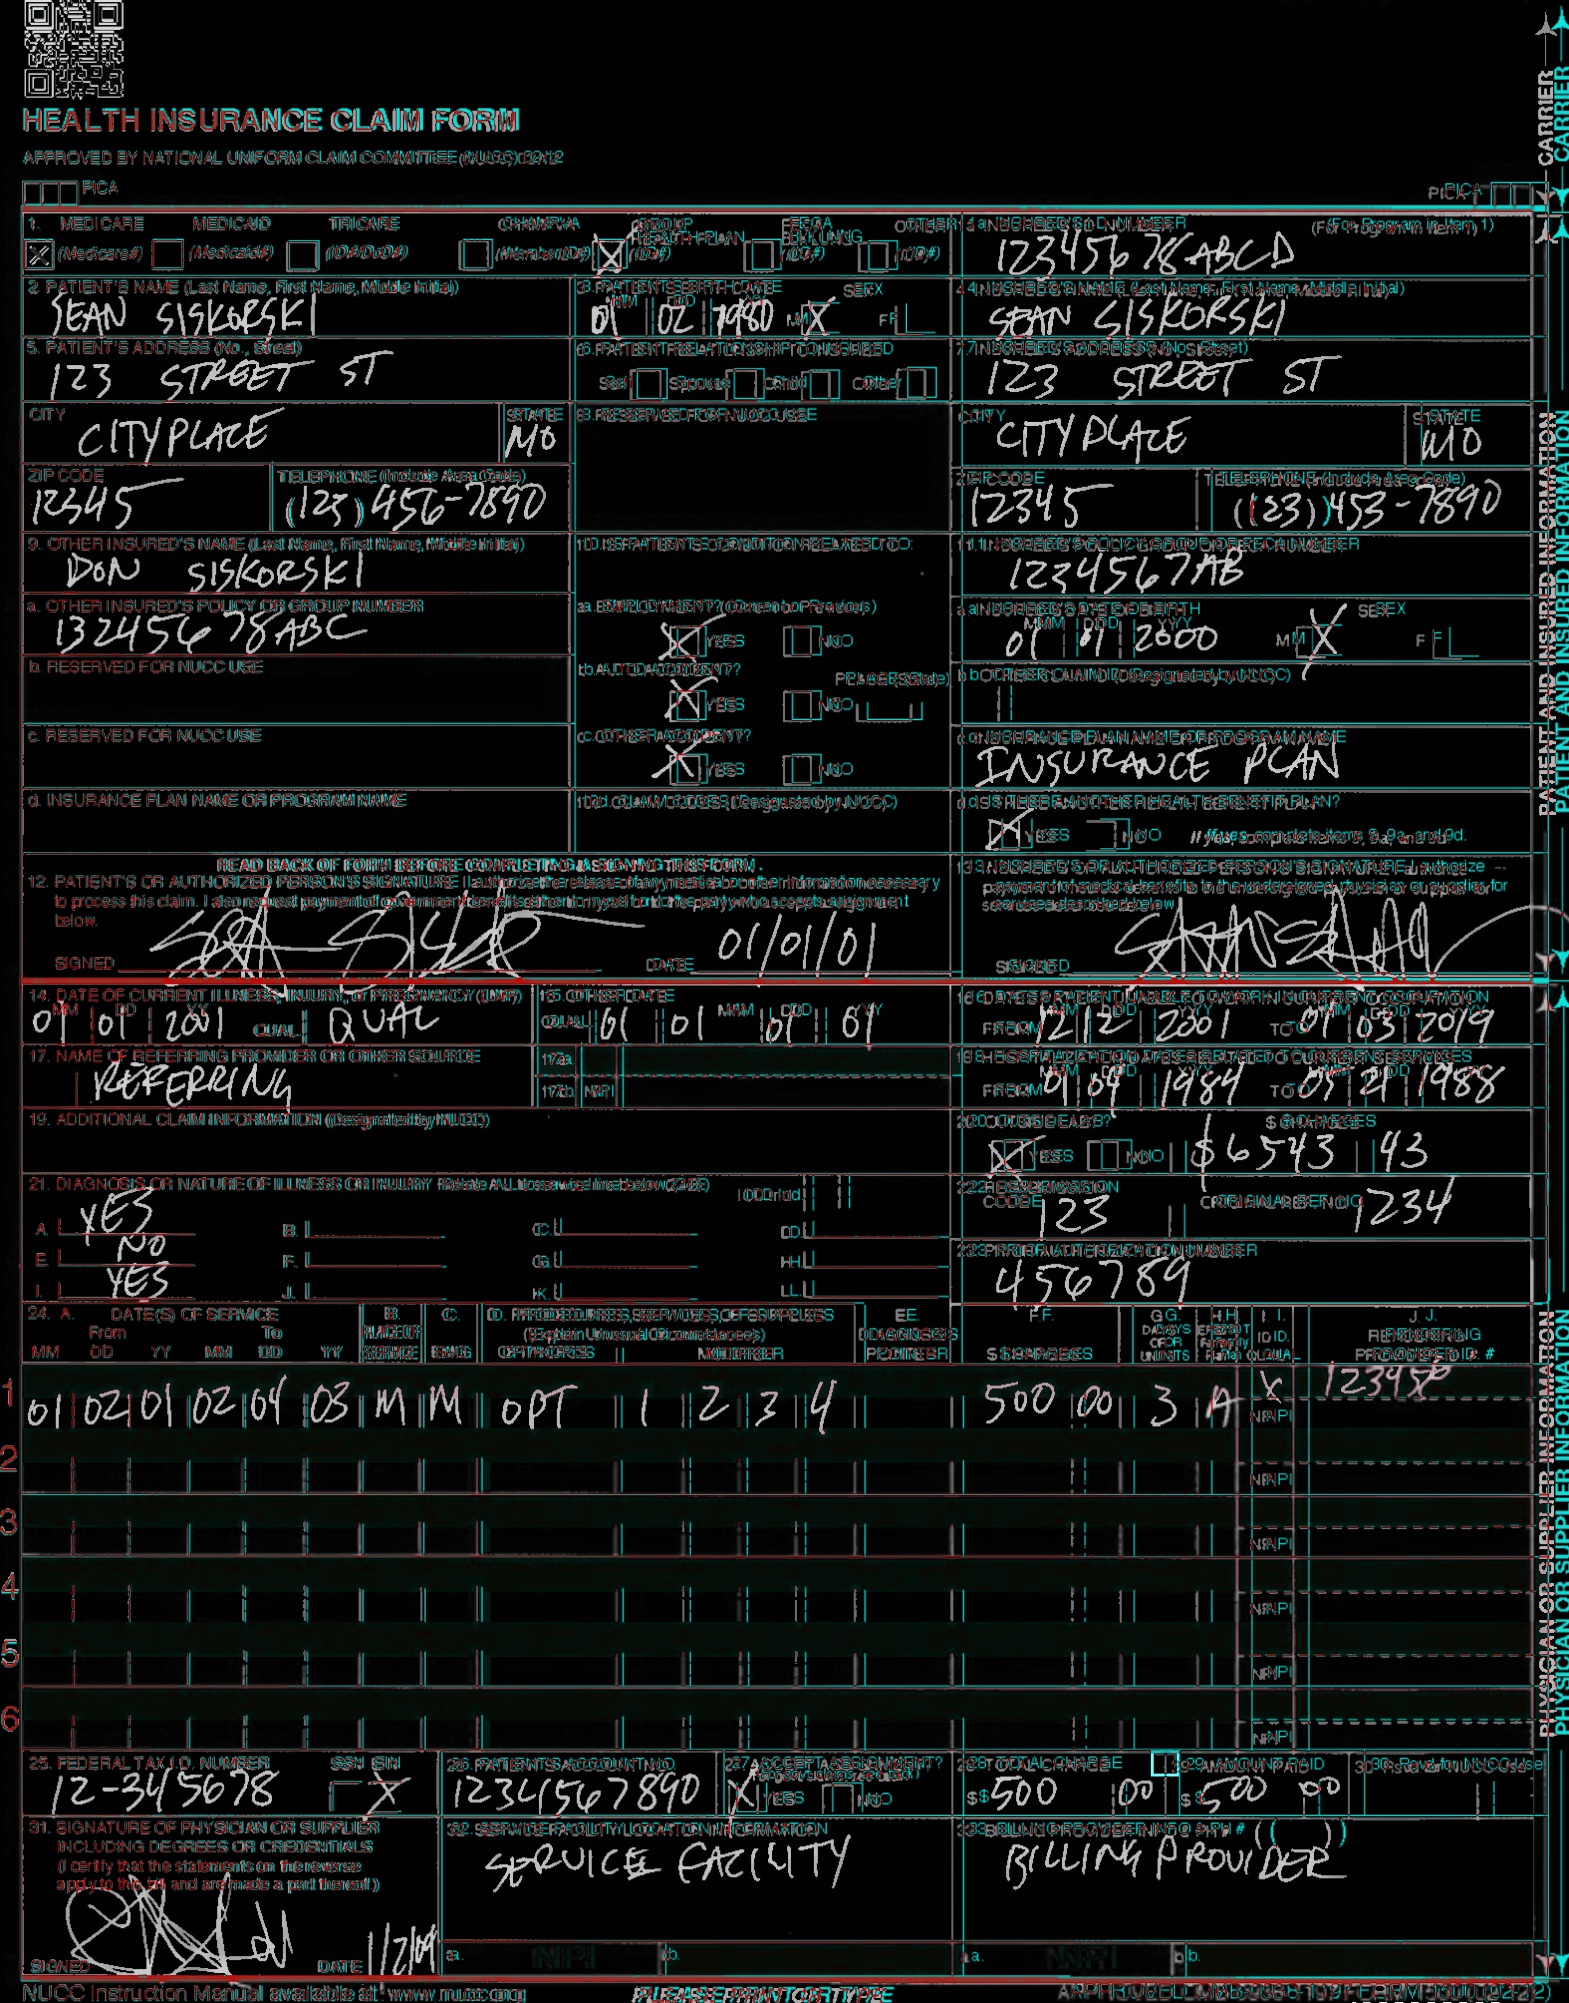 HEALTH INSURANCE CLAIM FORM
APPROVED BY NATIONAL UNIFORM CLAIM COMMITTEE (NUCC) 02/12
PICA
PICA
CARRIER
1. MEDICARE MEDICAID TRICARE CHAMPVA GROUP HEALTH PLAN FECA BLK LUNG OTHER
(Medicare#) (Medicaid#) (ID#/DoD#) (Member ID#) (ID#) (ID#) (ID#)
1a. INSURED'S I.D. NUMBER (For Program in Item 1)
12345678ABCD
2. PATIENT'S NAME (Last Name, First Name, Middle Initial)
SEAN SISKORSKI
3. PATIENT'S BIRTH DATE SEX
MM DD YY
01 02 1980 M X F
4. INSURED'S NAME (Last Name, First Name, Middle Initial)
SEAN SISKORSKI
5. PATIENT'S ADDRESS (No., Street)
123 STREET ST
6. PATIENT RELATIONSHIP TO INSURED
Self Spouse Child Other
7. INSURED'S ADDRESS (No., Street)
123 STREET ST
CITY STATE
CITYPLACE MO
8. RESERVED FOR NUCC USE
CITY STATE
CITYPLACE MO
ZIP CODE TELEPHONE (Include Area Code)
12345 (123) 456-7890
ZIP CODE TELEPHONE (Include Area Code)
12345 (123) 453-7890
9. OTHER INSURED'S NAME (Last Name, First Name, Middle Initial)
DON SISKORSKI
10. IS PATIENT'S CONDITION RELATED TO:
11. INSURED'S POLICY GROUP OR FECA NUMBER
1234567AB
a. OTHER INSURED'S POLICY OR GROUP NUMBER
13245678ABC
a. EMPLOYMENT? (Current or Previous)
X YES NO
a. INSURED'S DATE OF BIRTH SEX
MM DD YY
01 01 2000 M X F
b. RESERVED FOR NUCC USE
b. AUTO ACCIDENT? PLACE (State)
X YES NO
b. OTHER CLAIM ID (Designated by NUCC)
c. RESERVED FOR NUCC USE
c. OTHER ACCIDENT?
X YES NO
c. INSURANCE PLAN NAME OR PROGRAM NAME
INSURANCE PLAN
d. INSURANCE PLAN NAME OR PROGRAM NAME
10d. CLAIM CODES (Designated by NUCC)
d. IS THERE ANOTHER HEALTH BENEFIT PLAN?
X YES NO If yes, complete items 9, 9a, and 9d.
READ BACK OF FORM BEFORE COMPLETING & SIGNING THIS FORM.
12. PATIENT'S OR AUTHORIZED PERSON'S SIGNATURE I authorize the release of any medical or other information necessary
to process this claim. I also request payment of government benefits either to myself or to the party who accepts assignment
below.
SIGNED DATE 01/01/01
13. INSURED'S OR AUTHORIZED PERSON'S SIGNATURE I authorize
payment of medical benefits to the undersigned physician or supplier for
services described below.
SIGNED
PATIENT AND INSURED INFORMATION
14. DATE OF CURRENT ILLNESS, INJURY, or PREGNANCY (LMP)
MM DD YY
01 01 2001 QUAL. QUAL
15. OTHER DATE
MM DD YY
QUAL. 01 01 01 01
16. DATES PATIENT UNABLE TO WORK IN CURRENT OCCUPATION
MM DD YY MM DD YY
FROM 12 12 2001 TO 01 03 2019
17. NAME OF REFERRING PROVIDER OR OTHER SOURCE
REFERRING
17a.
17b. NPI
18. HOSPITALIZATION DATES RELATED TO CURRENT SERVICES
MM DD YY MM DD YY
FROM 01 04 1984 TO 05 21 1988
19. ADDITIONAL CLAIM INFORMATION (Designated by NUCC)
20. OUTSIDE LAB? $ CHARGES
X YES NO $6543 43
21. DIAGNOSIS OR NATURE OF ILLNESS OR INJURY Relate A-L to service line below (24E) ICD Ind.
A. YES B. C. D.
E. NO F. G. H.
I. YES J. K. L.
22. RESUBMISSION CODE ORIGINAL REF. NO.
123 1234
23. PRIOR AUTHORIZATION NUMBER
456789
24. A. DATE(S) OF SERVICE B. C. D. PROCEDURES, SERVICES, OR SUPPLIES E. F. G. H. I. J.
From To PLACE OF (Explain Unusual Circumstances) DIAGNOSIS DAYS OR UNITS EPSDT Family Plan ID. RENDERING
MM DD YY MM DD YY SERVICE EMG CPT/HCPCS MODIFIER POINTER $ CHARGES QUAL. PROVIDER ID. #
1 01 02 01 02 04 03 M M OPT 1 2 3 4 500 00 3 A X
NPI
2 NPI
3 NPI
4 NPI
5 NPI
6 NPI
PHYSICIAN OR SUPPLIER INFORMATION
25. FEDERAL TAX I.D. NUMBER SSN EIN
12-345678 X
26. PATIENT'S ACCOUNT NO.
1234567890
27. ACCEPT ASSIGNMENT?
X YES NO
28. TOTAL CHARGE
$ 500 00
29. AMOUNT PAID
$ 500 00
30. Rsvd for NUCC Use
31. SIGNATURE OF PHYSICIAN OR SUPPLIER
INCLUDING DEGREES OR CREDENTIALS
(I certify that the statements on the reverse
apply to this bill and are made a part thereof.)
SIGNED DATE 1/2/09
32. SERVICE FACILITY LOCATION INFORMATION
SERVICE FACILITY
a. NPI b.
33. BILLING PROVIDER INFO & PH # ( )
BILLING PROVIDER
a. NPI b.
NUCC Instruction Manual available at: www.nucc.org
PLEASE PRINT OR TYPE
APPROVED OMB-0938-1197 FORM 1500 (02-12)